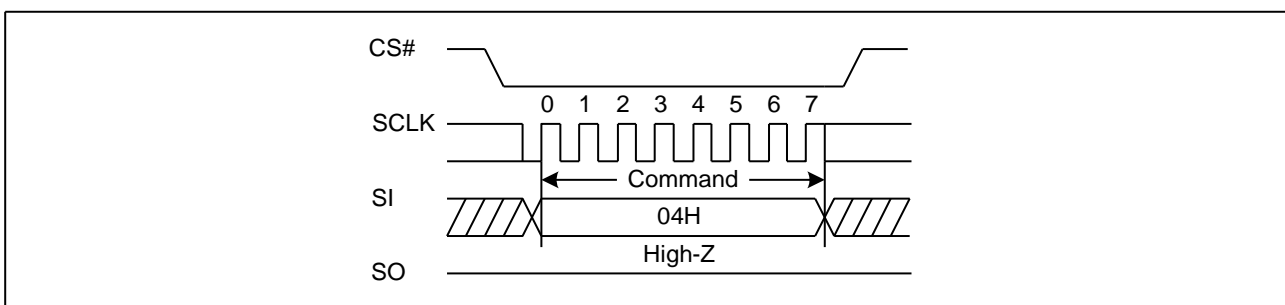 CS#
0 1 2 3 4 5 6 7
SCLK
Command
SI
04H
High-Z
SO